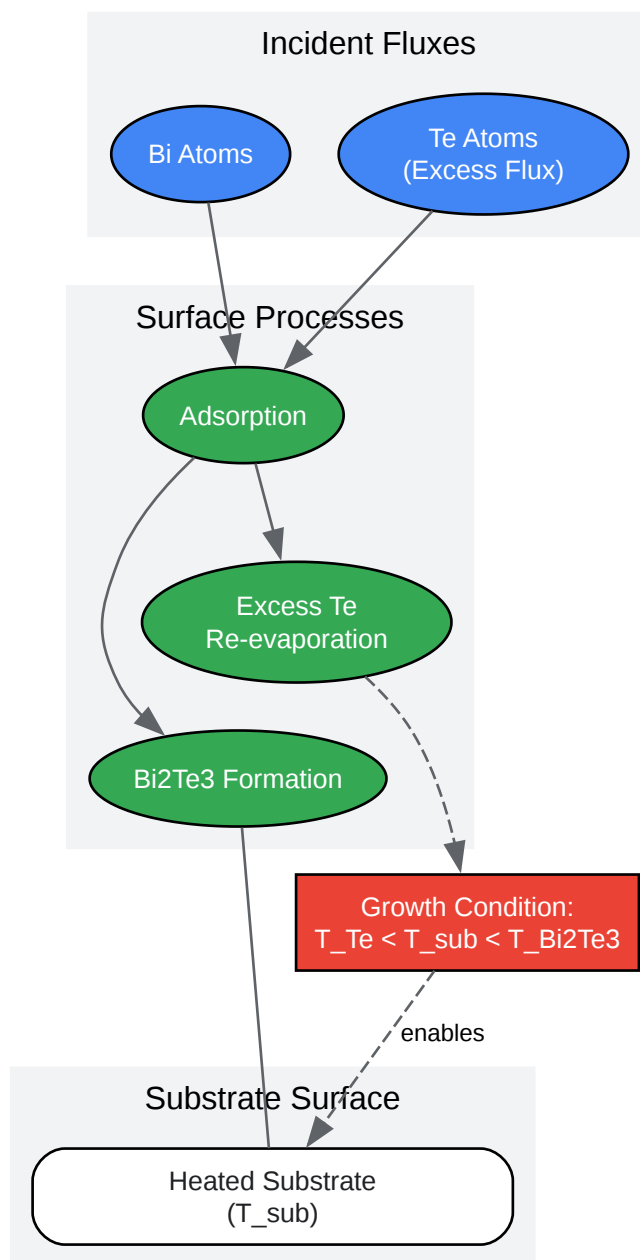 Incident Fluxes
Bi Atoms
Te Atoms
(Excess Flux)
Surface Processes
Adsorption
Excess Te
Re-evaporation
Bi2Te3 Formation
Growth Condition:
T_Te < T_sub < T_Bi2Te3
enables
Substrate Surface
Heated Substrate
(T_sub)